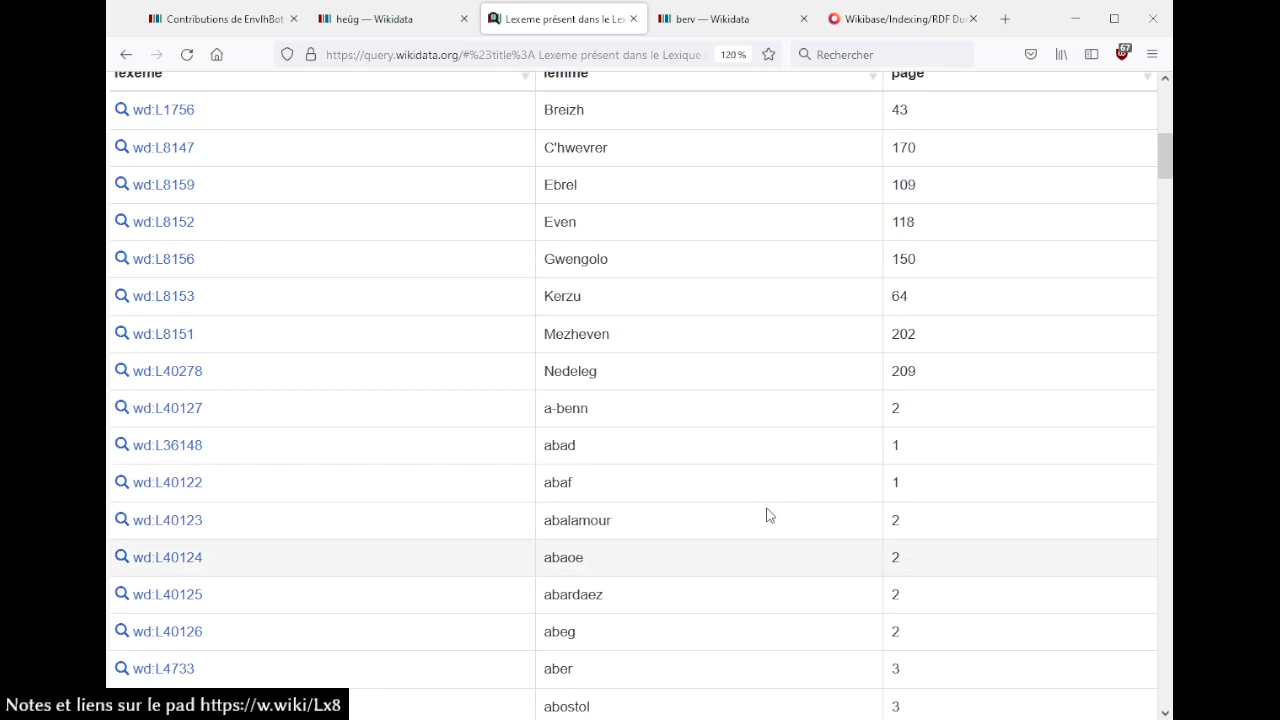 Contributions de EnvlhBot
heùg — Wikidata
Lexeme présent dans le Lex
berv — Wikidata
Wikibase/Indexing/RDF Du
https://query.wikidata.org/#%23title%3A Lexeme présent dans le Lexique
120 %
Rechercher
67
lexeme lemme page
wd:L1756 Breizh 43
wd:L8147 C'hwevrer 170
wd:L8159 Ebrel 109
wd:L8152 Even 118
wd:L8156 Gwengolo 150
wd:L8153 Kerzu 64
wd:L8151 Mezheven 202
wd:L40278 Nedeleg 209
wd:L40127 a-benn 2
wd:L36148 abad 1
wd:L40122 abaf 1
wd:L40123 abalamour 2
wd:L40124 abaoe 2
wd:L40125 abardaez 2
wd:L40126 abeg 2
wd:L4733 aber 3
abostol 3
Notes et liens sur le pad https://w.wiki/Lx8